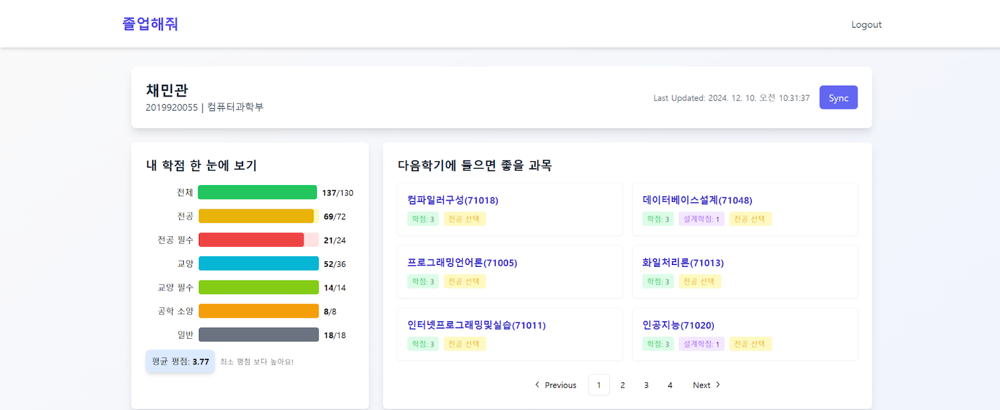 졸업해줘
Logout
채민관
2019920055 | 컴퓨터과학부
Last Updated: 2024. 12. 10. 오전 10:31:37
Sync
내 학점 한 눈에 보기
전체 137/130
전공 69/72
전공 필수 21/24
교양 52/36
교양 필수 14/14
공학 소양 8/8
일반 18/18
평균 평점: 3.77 최소 평점 보다 높아요!
다음학기에 들으면 좋을 과목
컴파일러구성(71018)
학점: 3 전공 선택
데이터베이스설계(71048)
학점: 3 설계학점: 1 전공 선택
프로그래밍언어론(71005)
학점: 3 전공 선택
화일처리론(71013)
학점: 3 전공 선택
인터넷프로그래밍및실습(71011)
학점: 3 전공 선택
인공지능(71020)
학점: 3 설계학점: 1 전공 선택
Previous 1 2 3 4 Next